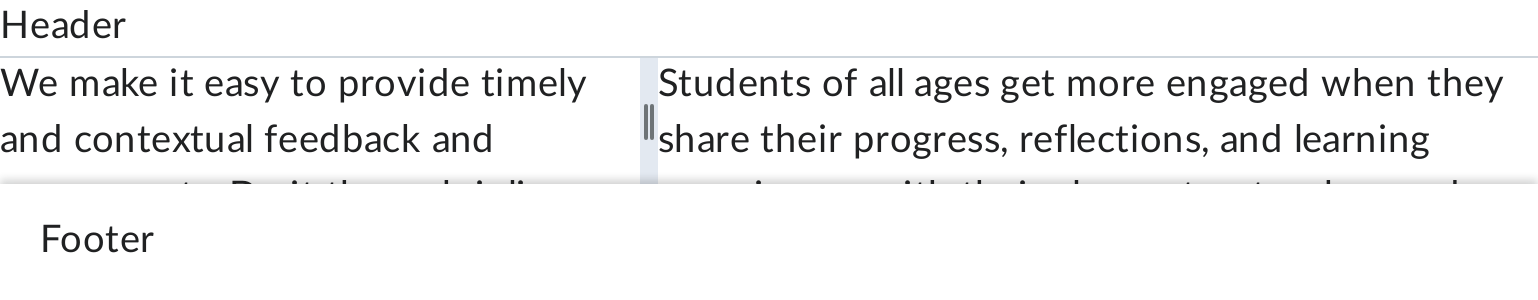 Header
We make it easy to provide timely
and contextual feedback and
Students of all ages get more engaged when they
share their progress, reflections, and learning
Footer